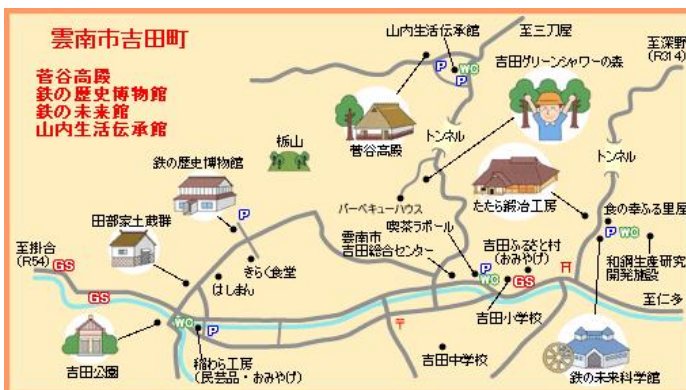 雲南市吉田町
菅谷高殿
鉄の歴史博物館
鉄の未来館
山内生活伝承館
山内生活伝承館
至三刀屋
至深野
(R314)
吉田グリーンシャワーの森
P
WC
P
菅谷高殿
トンネル
トンネル
栃山
鉄の歴史博物館
P
バーベキューハウス
たたら鍛冶工房
食の幸ふる里屋
P
WC
和鋼生産研究
開発施設
田部家土蔵群
喫茶ラポール
雲南市
吉田総合センター
吉田ふるさと村
(おみやげ)
きらく食堂
はしまん
至掛合
(R54)
GS
GS
P
WC
GS
吉田小学校
至仁多
吉田公園
WC
P
稲わら工房
(民芸品・おみやげ)
〒
吉田中学校
鉄の未来科学館